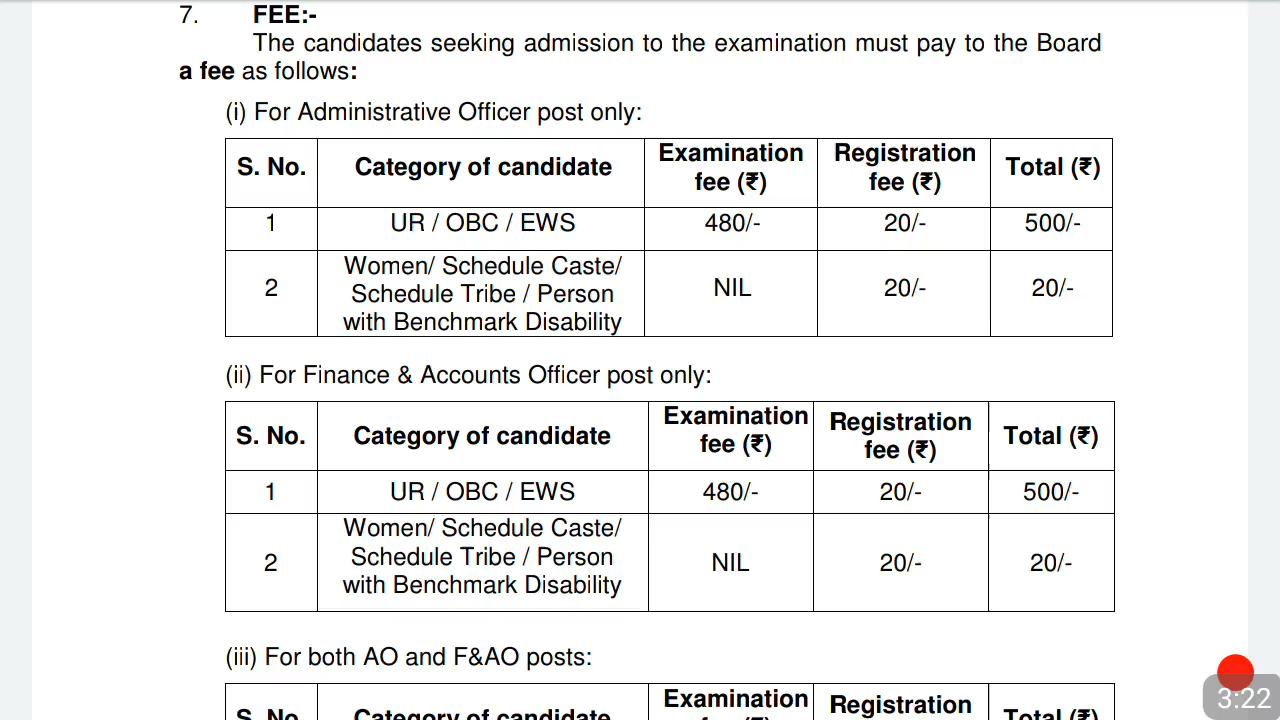 7. FEE:-
The candidates seeking admission to the examination must pay to the Board
a fee as follows:
(i) For Administrative Officer post only:
S. No. Category of candidate Examination fee (₹) Registration fee (₹) Total (₹)
1 UR / OBC / EWS 480/- 20/- 500/-
2 Women/ Schedule Caste/ Schedule Tribe / Person with Benchmark Disability NIL 20/- 20/-
(ii) For Finance & Accounts Officer post only:
S. No. Category of candidate Examination fee (₹) Registration fee (₹) Total (₹)
1 UR / OBC / EWS 480/- 20/- 500/-
2 Women/ Schedule Caste/ Schedule Tribe / Person with Benchmark Disability NIL 20/- 20/-
(iii) For both AO and F&AO posts:
S. No. Category of candidate Examination Registration Total (₹)
3:22